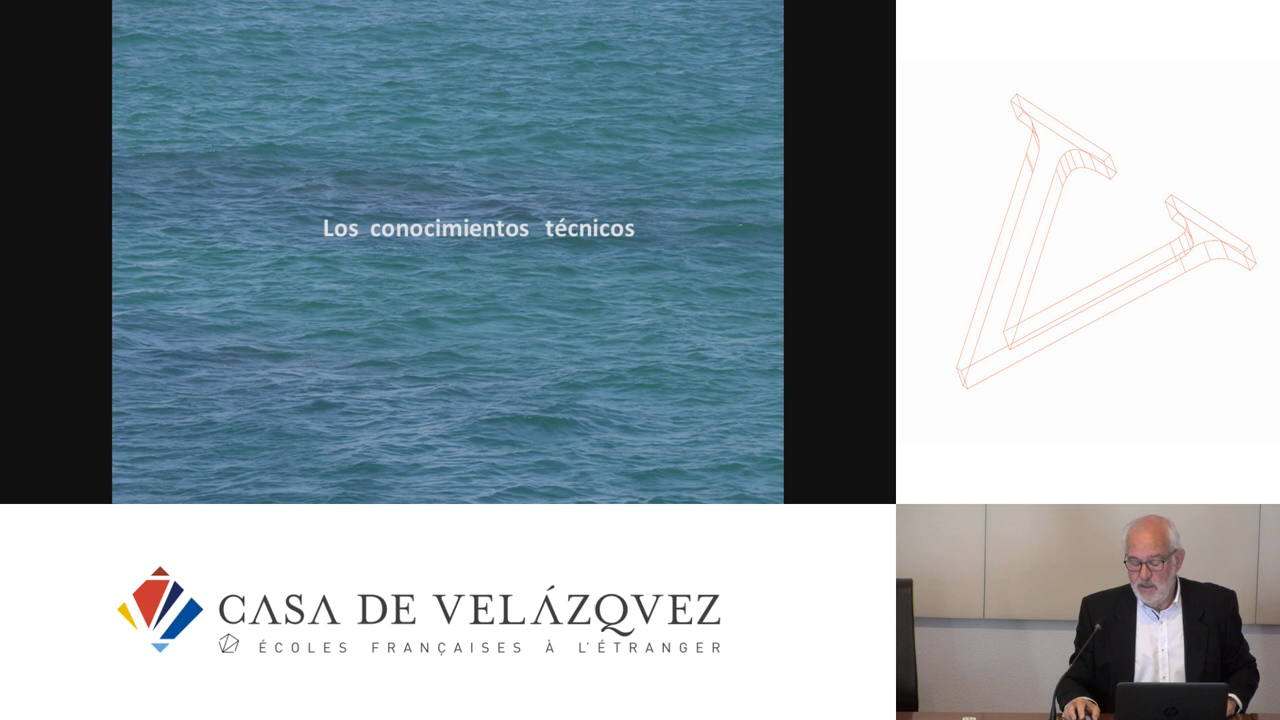 Los conocimientos técnicos
CASA DE VELÁZQVEZ
ÉCOLES FRANÇAISES À L'ÉTRANGER